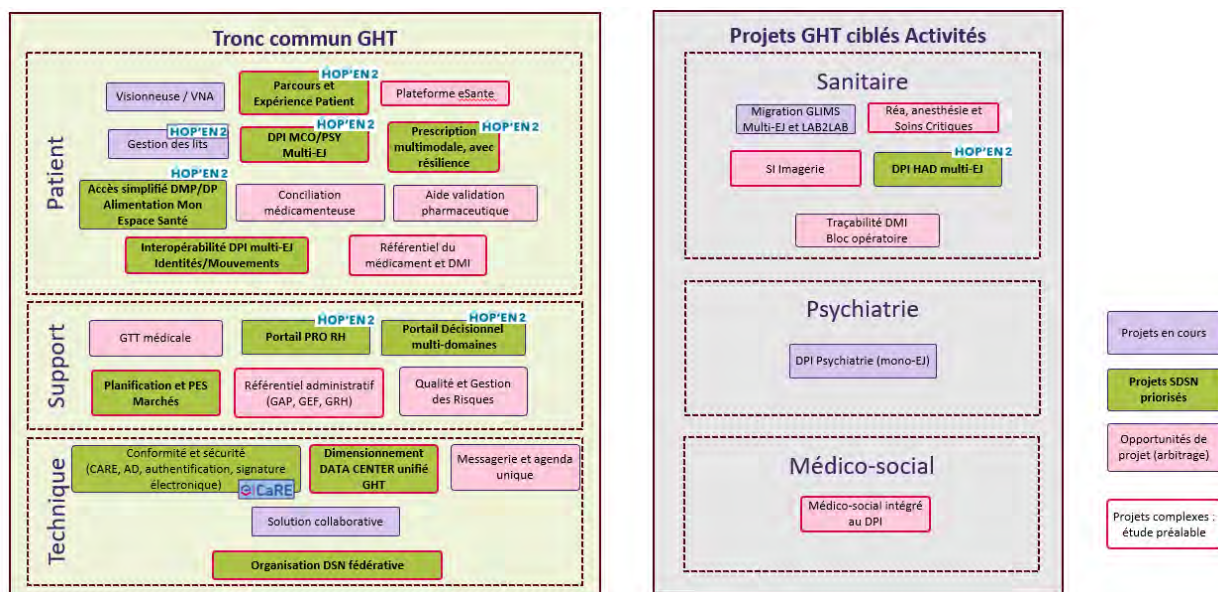 Tronc commun GHT
Patient
Visionneuse / VNA
HOP'EN 2
Parcours et
Expérience Patient
Plateforme eSante
HOP'EN 2
Gestion des lits
HOP'EN 2
DPI MCO/PSY
Multi-EJ
HOP'EN 2
Prescription
multimodale, avec
résilience
HOP'EN 2
Accès simplifié DMP/DP
Alimentation Mon
Espace Santé
Conciliation
médicamenteuse
Aide validation
pharmaceutique
Interopérabilité DPI multi-EJ
Identités/Mouvements
Référentiel du
médicament et DMI
Support
GTT médicale
HOP'EN 2
Portail PRO RH
HOP'EN 2
Portail Décisionnel
multi-domaines
Planification et PES
Marchés
Référentiel administratif
(GAP, GEF, GRH)
Qualité et Gestion
des Risques
Technique
Conformité et sécurité
(CARE, AD, authentification, signature
électronique)
CaRE
Dimensionnement
DATA CENTER unifié
GHT
Messagerie et agenda
unique
Solution collaborative
Organisation DSN fédérative
Projets GHT ciblés Activités
Sanitaire
Migration GLIMS
Multi-EJ et LAB2LAB
Réa, anesthésie et
Soins Critiques
SI Imagerie
HOP'EN 2
DPI HAD multi-EJ
Traçabilité DMI
Bloc opératoire
Psychiatrie
DPI Psychiatrie (mono-EJ)
Médico-social
Médico-social intégré
au DPI
Projets en cours
Projets SDSN
priorisés
Opportunités de
projet (arbitrage)
Projets complexes :
étude préalable